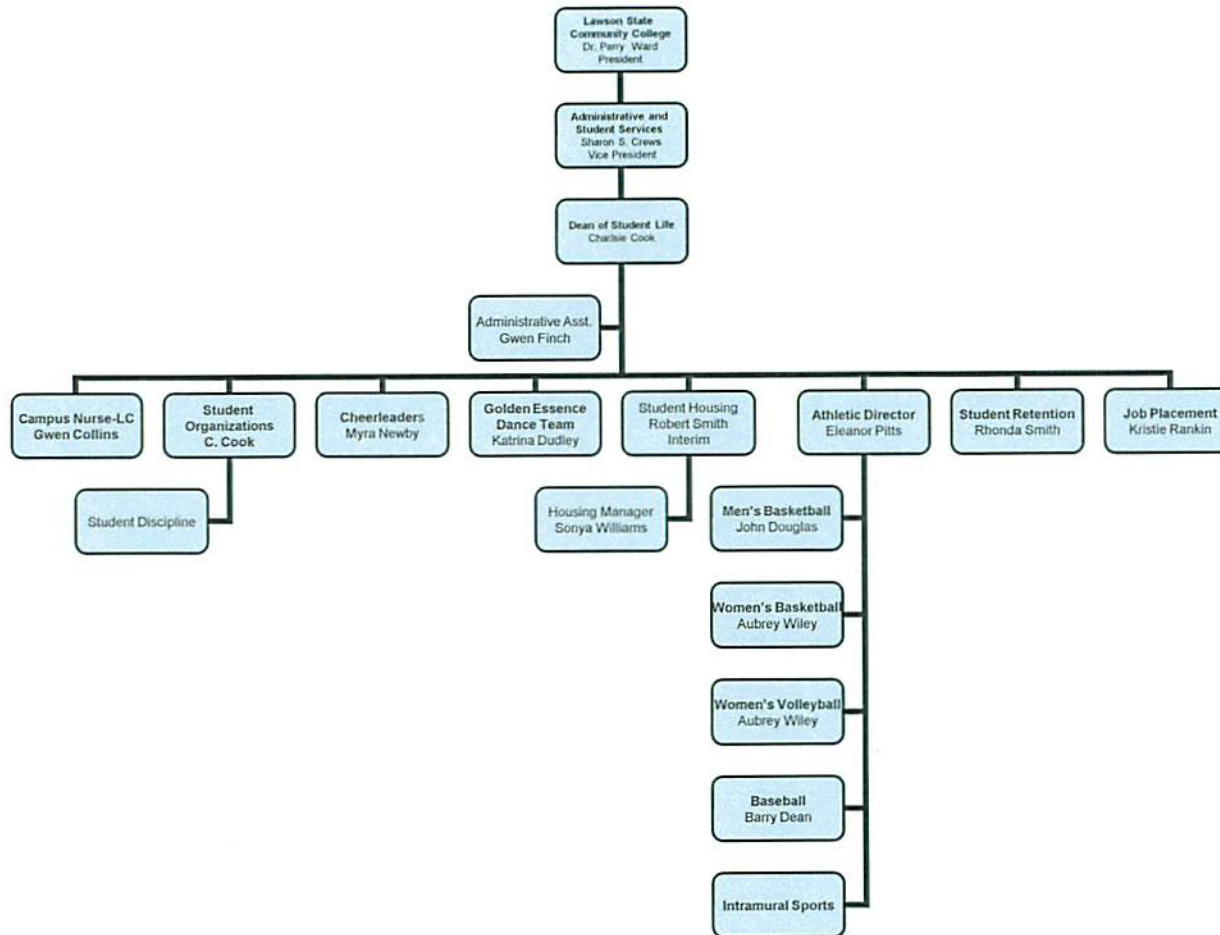 Lawson State
Community College
Dr. Perry Ward
President
Administrative and
Student Services
Sharon S. Crews
Vice President
Dean of Student Life
Charlsie Cook
Administrative Asst.
Gwen Finch
Campus Nurse-LC
Gwen Collins
Student
Organizations
C. Cook
Cheerleaders
Myra Newby
Golden Essence
Dance Team
Katrina Dudley
Student Housing
Robert Smith
Interim
Athletic Director
Eleanor Pitts
Student Retention
Rhonda Smith
Job Placement
Kristie Rankin
Student Discipline
Housing Manager
Sonya Williams
Men's Basketball
John Douglas
Women's Basketball
Aubrey Wiley
Women's Volleyball
Aubrey Wiley
Baseball
Barry Dean
Intramural Sports